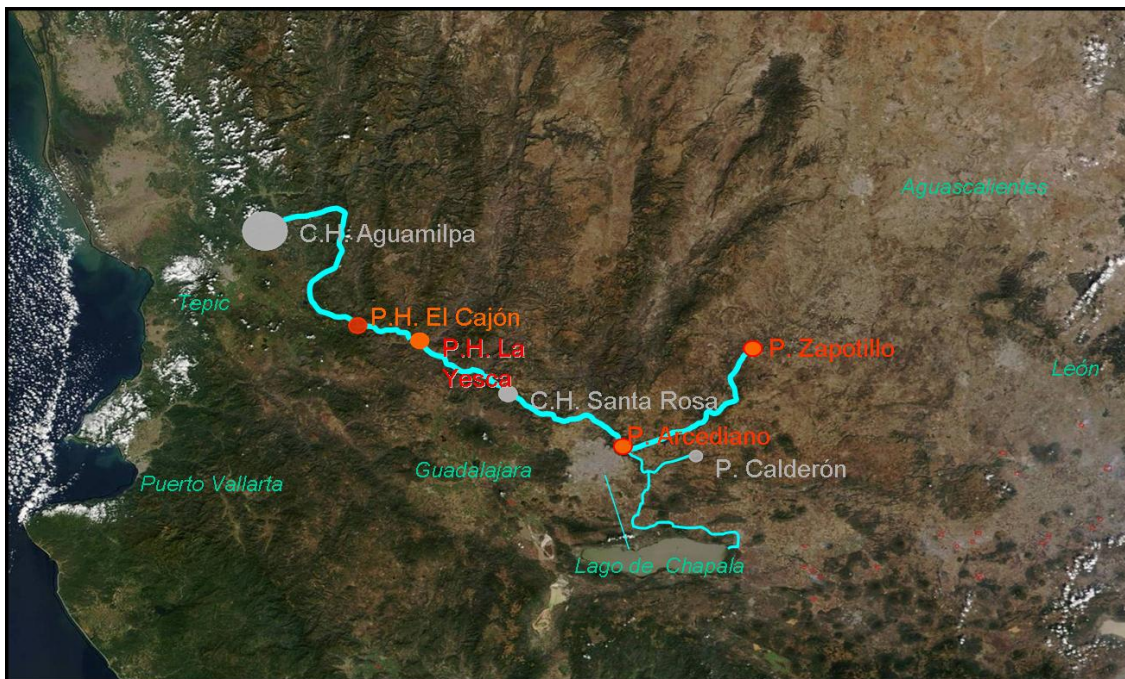 Aguascalientes
C.H. Aguamilpa
Tepic
P.H. El Cajón
P.H. La
Yesca
P. Zapotillo
León
C.H. Santa Rosa
P. Arcediano
Guadalajara
P. Calderón
Puerto Vallarta
Lago de Chapala